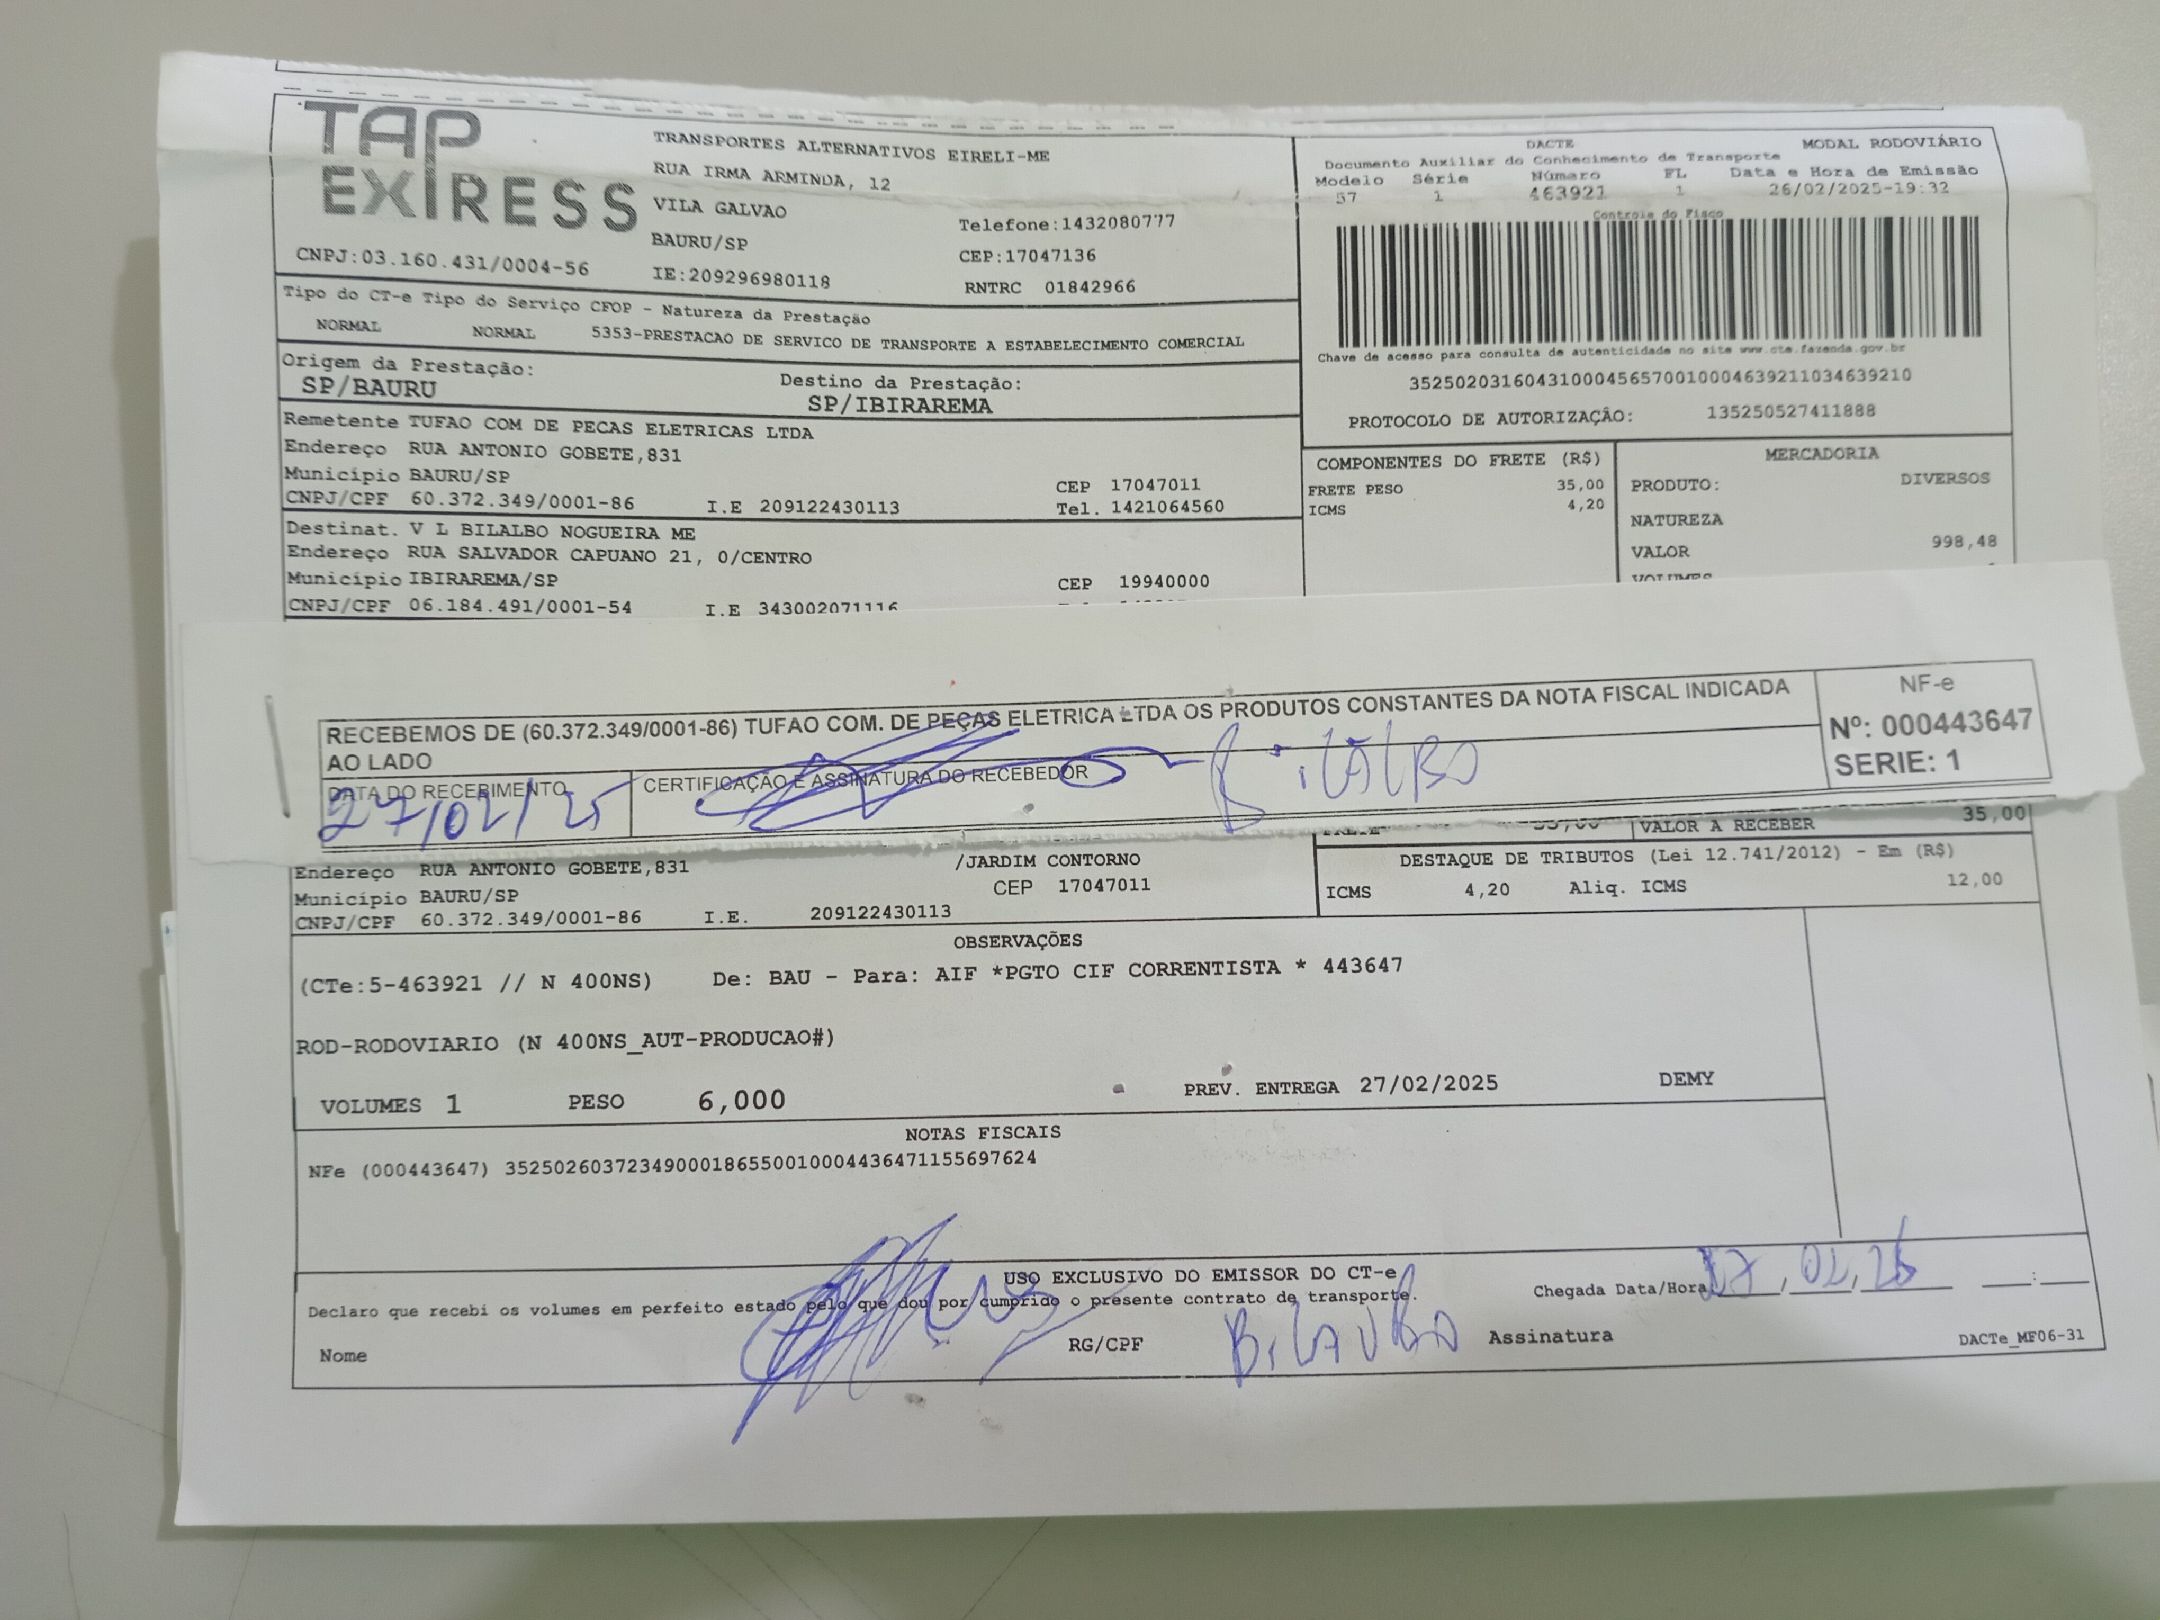 TAP
EXPRESS
CNPJ:03.160.431/0004-56
TRANSPORTES ALTERNATIVOS EIRELI-ME
RUA IRMA ARMINDA, 12
VILA GALVAO
BAURU/SP
IE:209296980118
Telefone:1432080777
CEP:17047136
RNTRC 01842966
DACTE MODAL RODOVIÁRIO
Documento Auxiliar do Conhecimento de Transporte
Modelo Série Número FL Data e Hora de Emissão
57 1 463921 1 26/02/2025-19:32
Controle do Fisco
Chave de acesso para consulta de autenticidade no site www.cte.fazenda.gov.br
35250203160431000456570010004639211034639210
PROTOCOLO DE AUTORIZAÇÃO: 135250527411888
Tipo do CT-e Tipo do Serviço CFOP - Natureza da Prestação
NORMAL NORMAL 5353-PRESTACAO DE SERVICO DE TRANSPORTE A ESTABELECIMENTO COMERCIAL
Origem da Prestação: Destino da Prestação:
SP/BAURU SP/IBIRAREMA
Remetente TUFAO COM DE PECAS ELETRICAS LTDA
Endereço RUA ANTONIO GOBETE,831
Município BAURU/SP CEP 17047011
CNPJ/CPF 60.372.349/0001-86 I.E 209122430113 Tel. 1421064560
Destinat. V L BILALBO NOGUEIRA ME
Endereço RUA SALVADOR CAPUANO 21, 0/CENTRO
Município IBIRAREMA/SP CEP 19940000
CNPJ/CPF 06.184.491/0001-54 I.E 343002071116
COMPONENTES DO FRETE (R$)
FRETE PESO 35,00
ICMS 4,20
MERCADORIA
PRODUTO: DIVERSOS
NATUREZA
VALOR 998,48
VOLUMES
RECEBEMOS DE (60.372.349/0001-86) TUFAO COM. DE PEÇAS ELETRICA LTDA OS PRODUTOS CONSTANTES DA NOTA FISCAL INDICADA
AO LADO
DATA DO RECEBIMENTO CERTIFICAÇÃO E ASSINATURA DO RECEBEDOR
27/02/25 BILALBO
NF-e
Nº: 000443647
SERIE: 1
VALOR A RECEBER 35,00
Endereço RUA ANTONIO GOBETE,831 /JARDIM CONTORNO
Município BAURU/SP CEP 17047011
CNPJ/CPF 60.372.349/0001-86 I.E. 209122430113
DESTAQUE DE TRIBUTOS (Lei 12.741/2012) - Em (R$)
ICMS 4,20 Aliq. ICMS 12,00
OBSERVAÇÕES
(CTe:5-463921 // N 400NS) De: BAU - Para: AIF *PGTO CIF CORRENTISTA * 443647
ROD-RODOVIARIO (N 400NS_AUT-PRODUCAO#)
VOLUMES 1 PESO 6,000 PREV. ENTREGA 27/02/2025 DEMY
NOTAS FISCAIS
NFe (000443647) 35250260372349000186550010004436471155697624
USO EXCLUSIVO DO EMISSOR DO CT-e
Declaro que recebi os volumes em perfeito estado pelo que dou por cumprido o presente contrato de transporte.
Chegada Data/Hora
Nome RG/CPF BILALBO Assinatura
DACTe_MF06-31